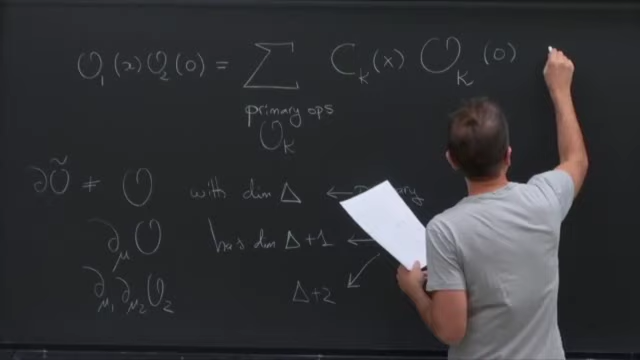 O₁(x)O₂(0) = ∑ C_K(x) O_K (0)
primary ops
O_K
∂Õ ≠ O with dim Δ ←
∂_μ O has dim Δ+1 ←
∂_μ₁ ∂_μ₂ O₂ Δ+2 ↙